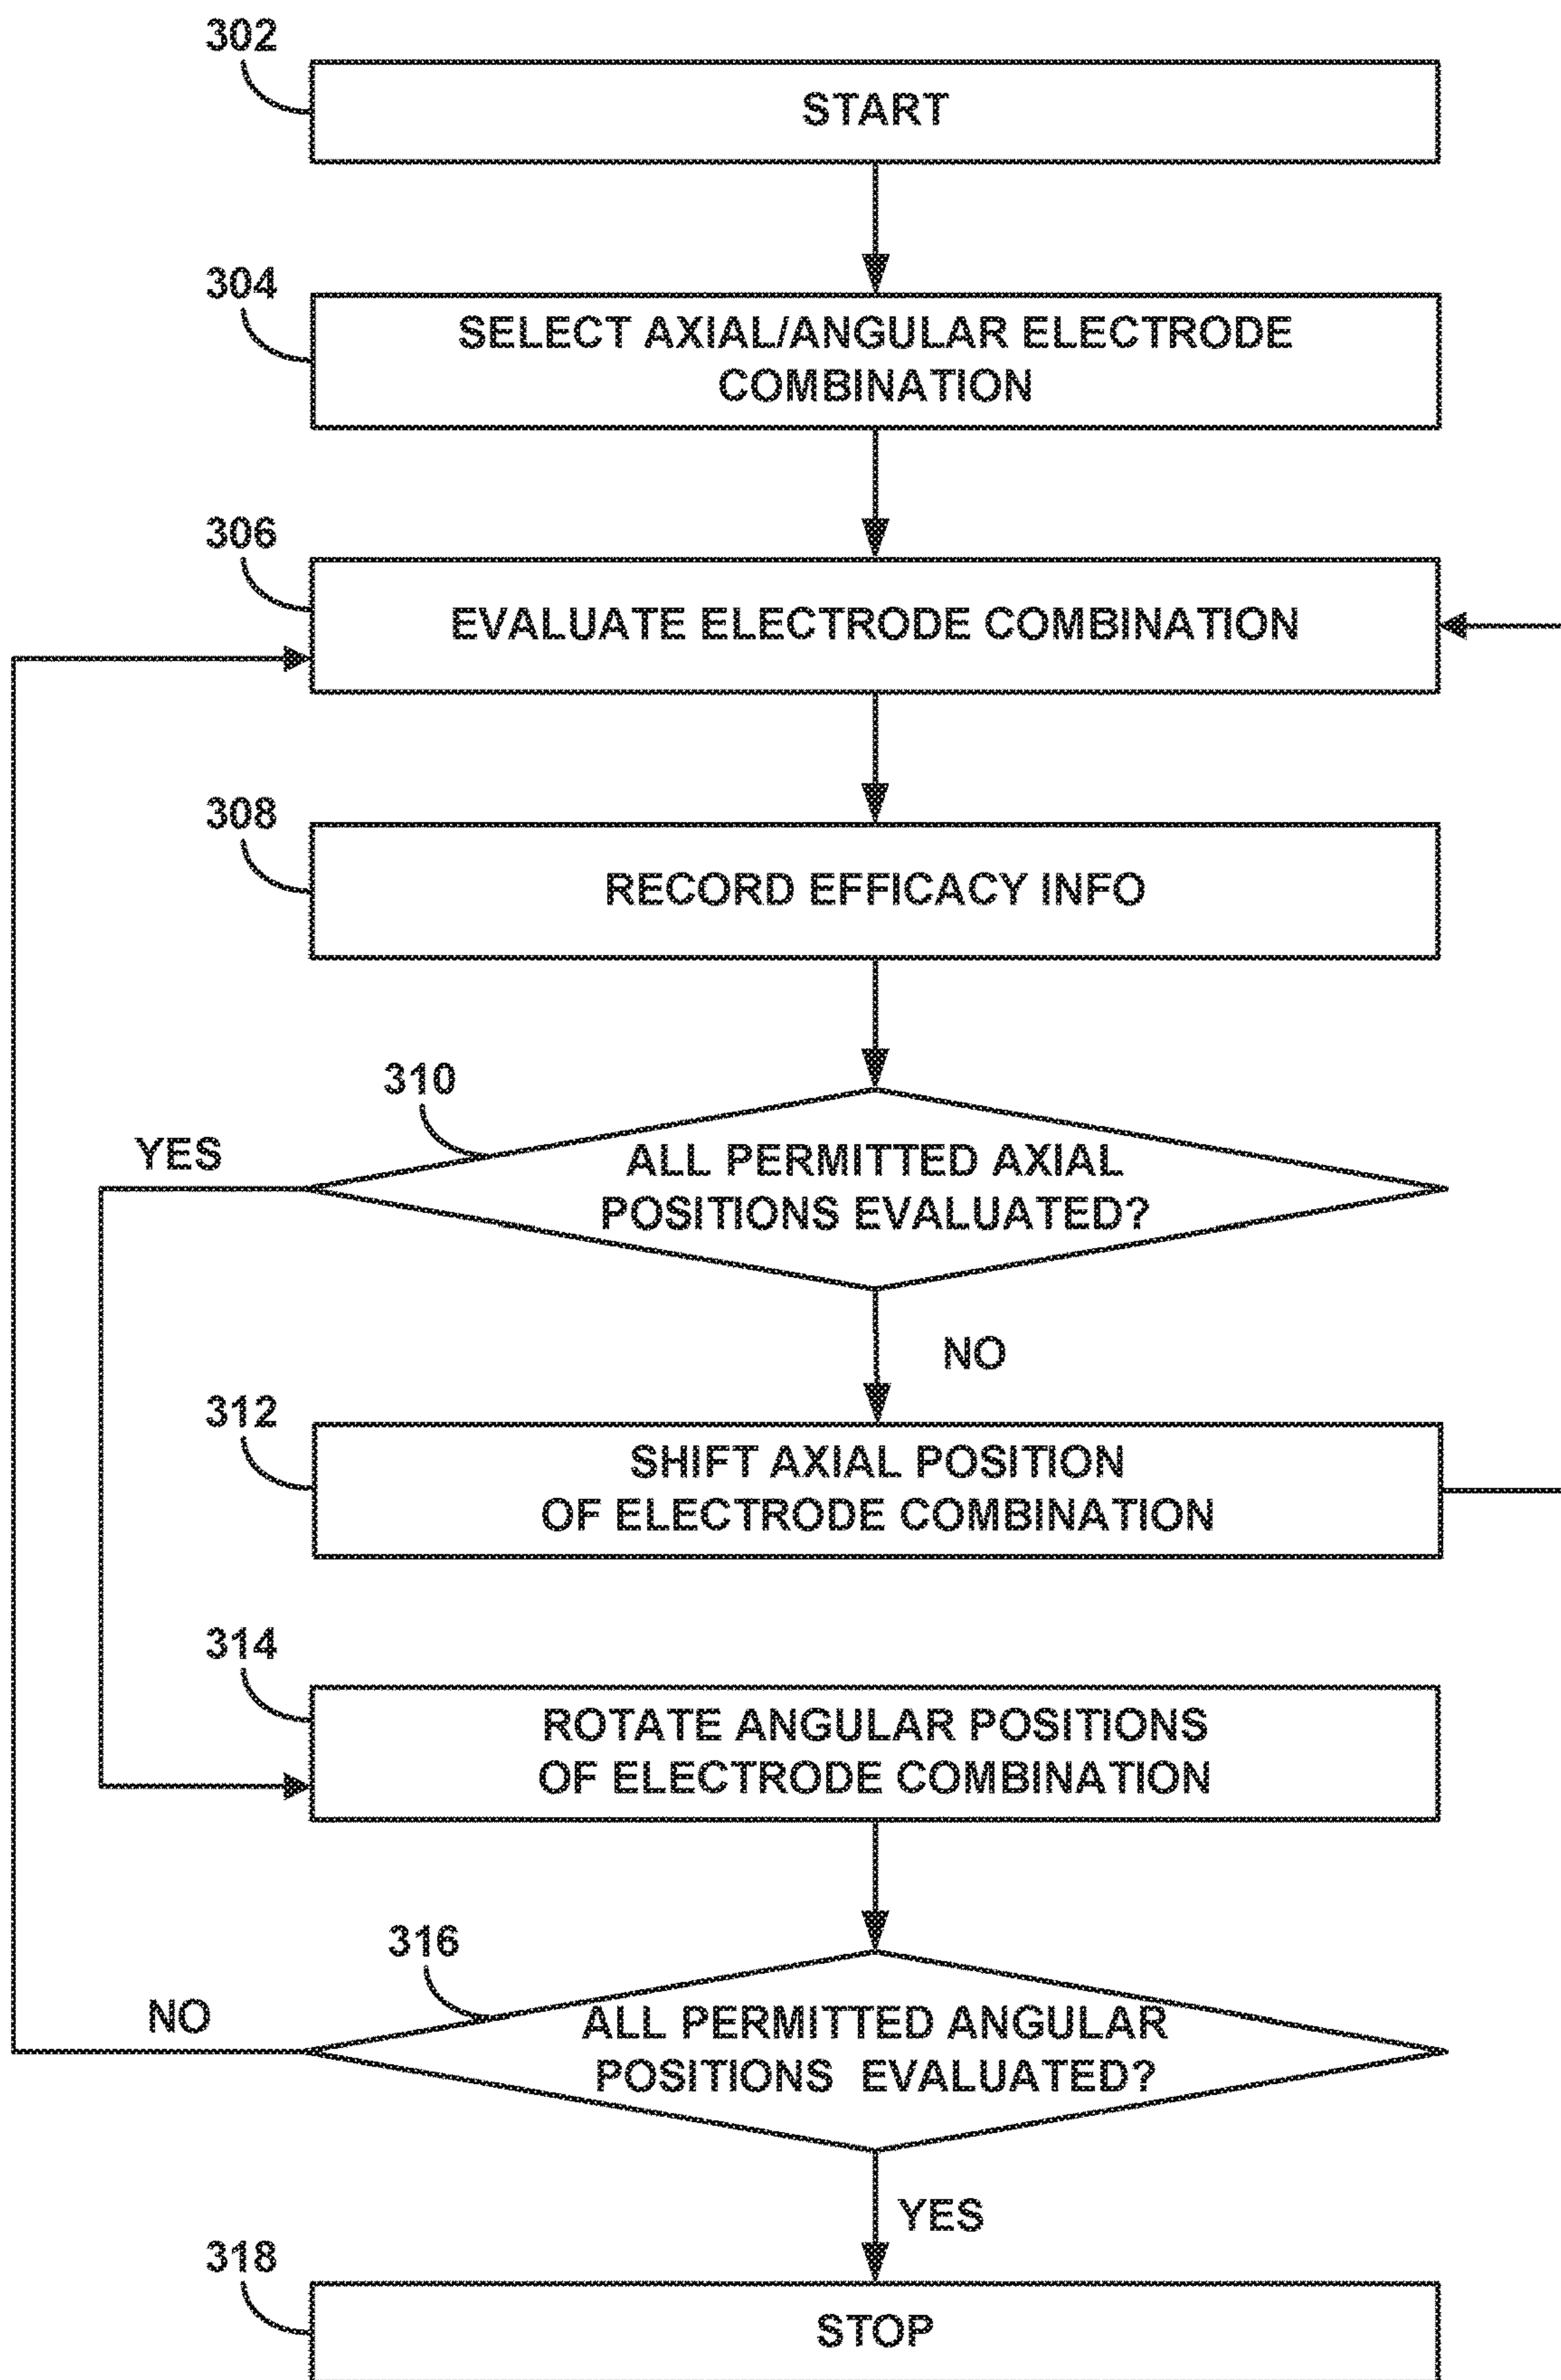 302
START
304
SELECT AXIAL/ANGULAR ELECTRODE
COMBINATION
306
EVALUATE ELECTRODE COMBINATION
308
RECORD EFFICACY INFO
310
YES
ALL PERMITTED AXIAL
POSITIONS EVALUATED?
NO
312
SHIFT AXIAL POSITION
OF ELECTRODE COMBINATION
314
ROTATE ANGULAR POSITIONS
OF ELECTRODE COMBINATION
316
NO
ALL PERMITTED ANGULAR
POSITIONS EVALUATED?
YES
318
STOP